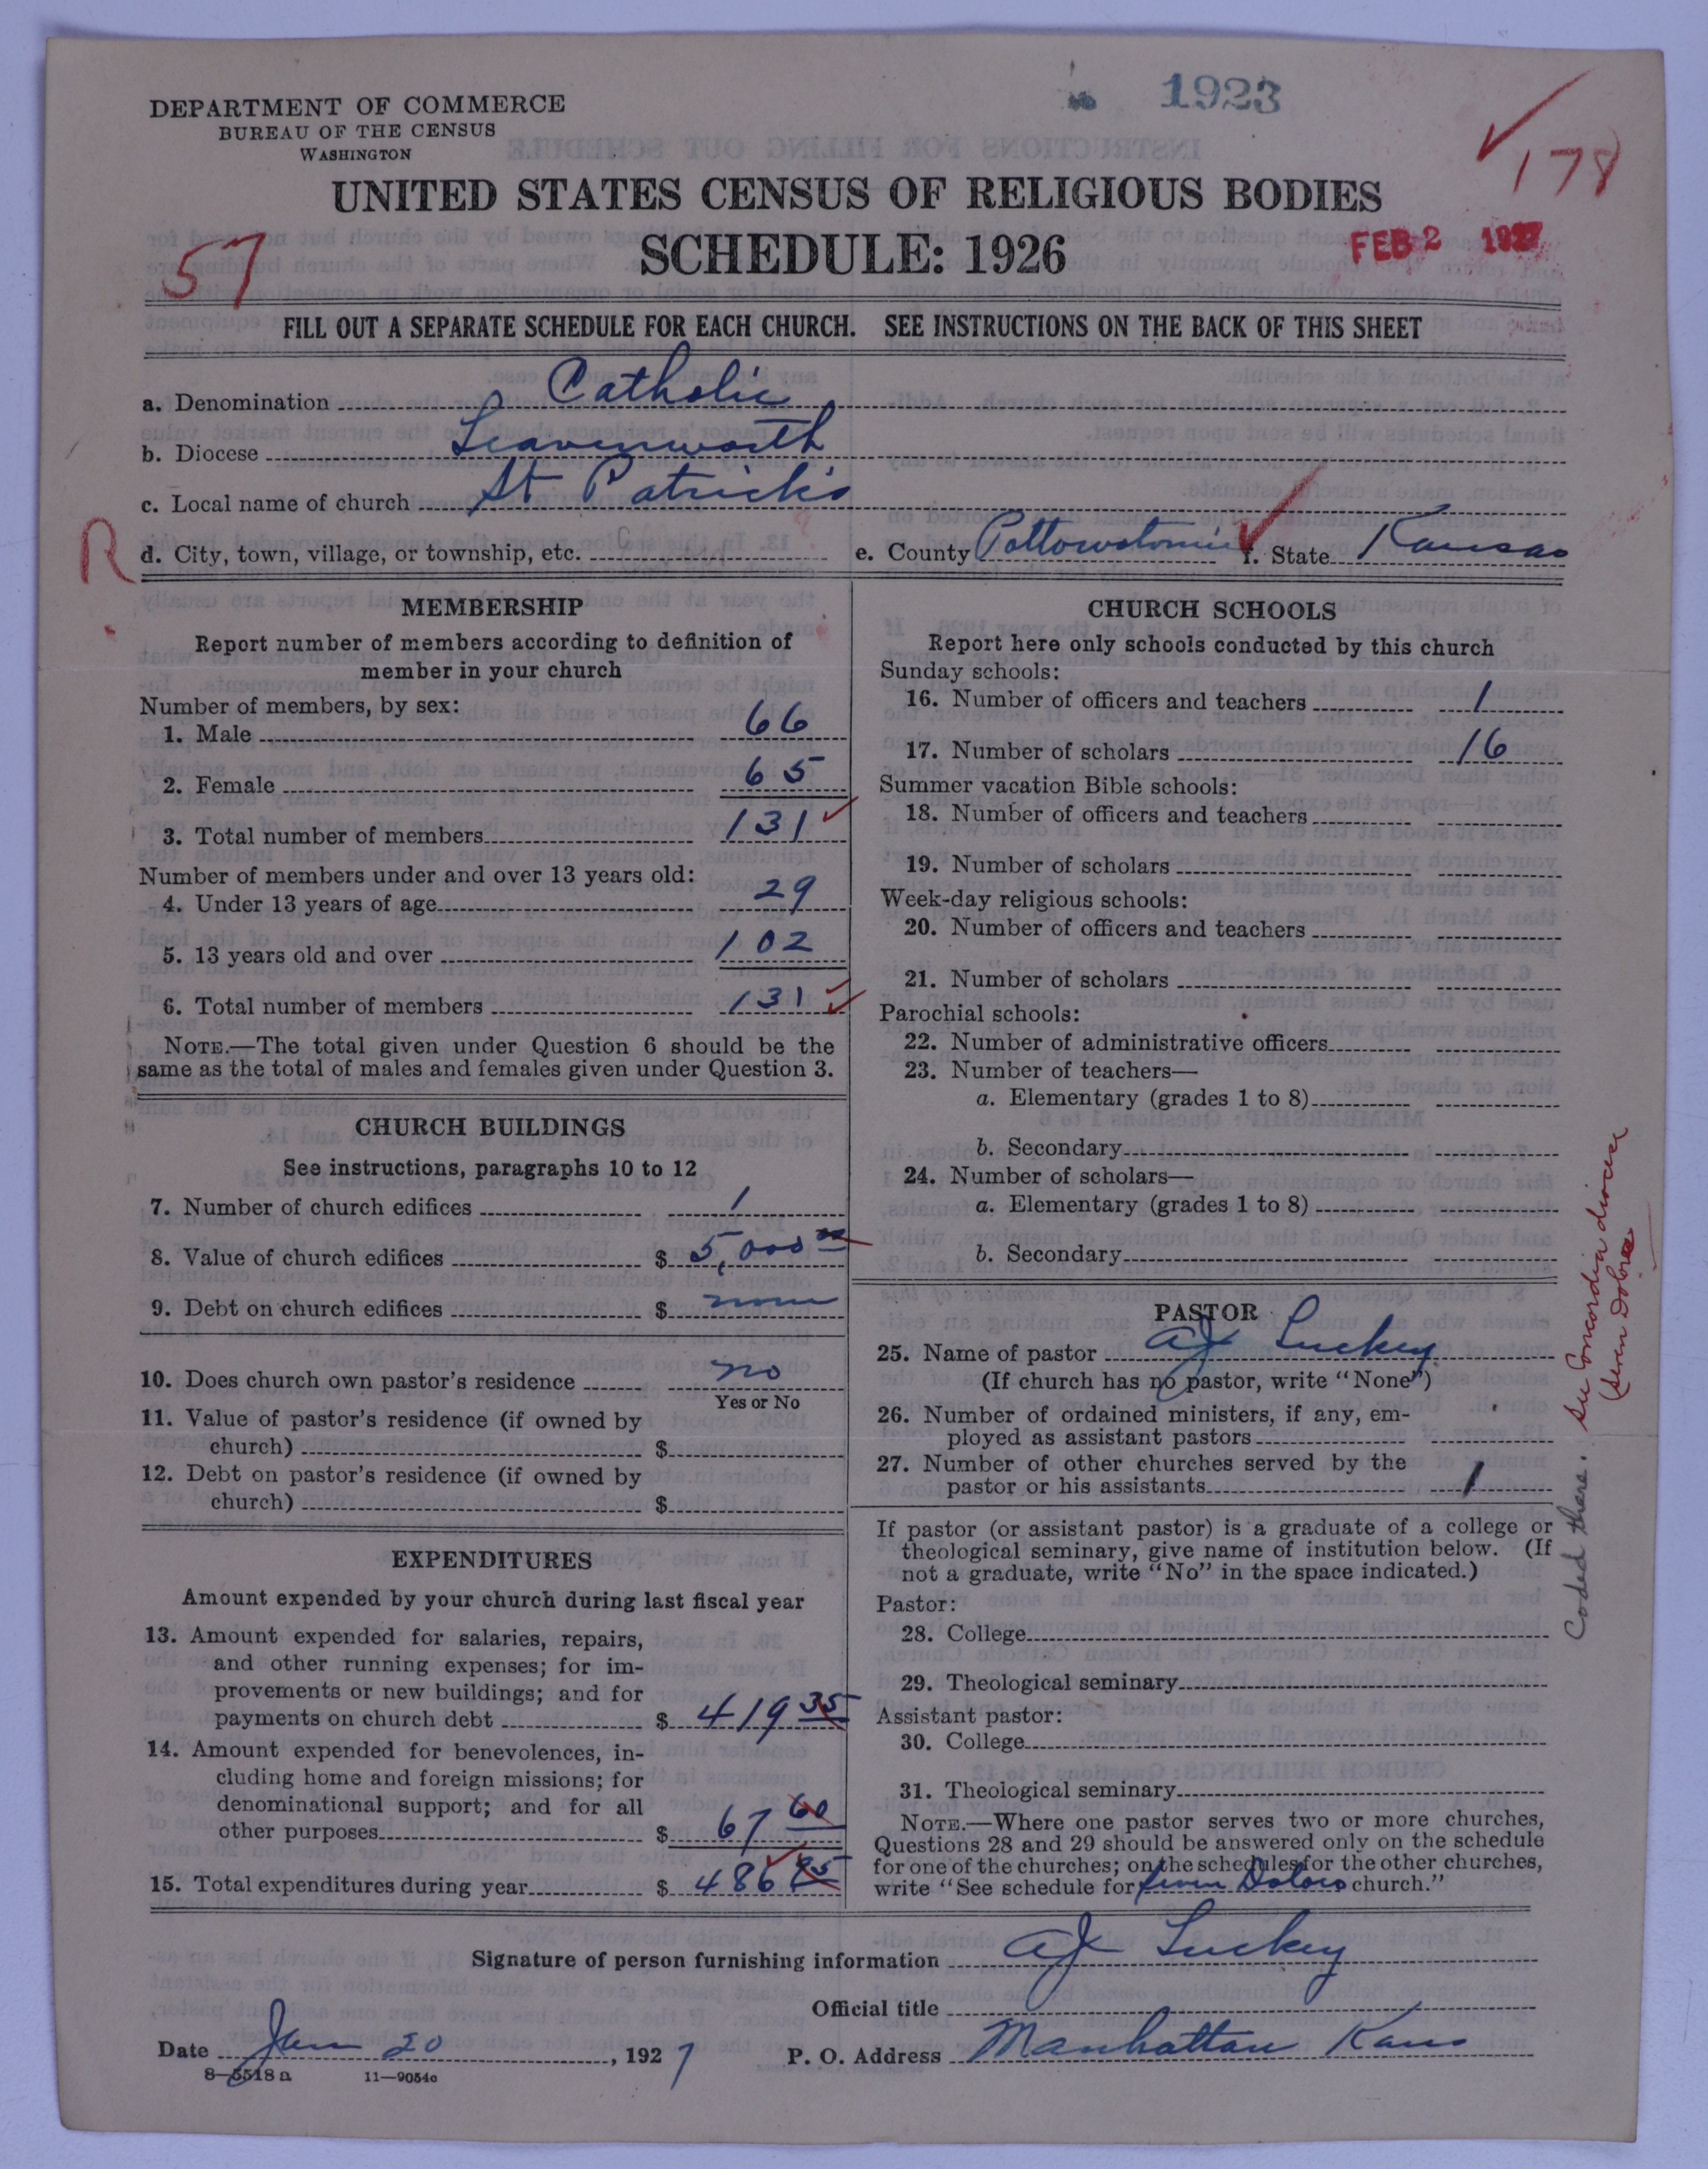 1923
DEPARTMENT OF COMMERCE
BUREAU OF THE CENSUS
WASHINGTON
178
UNITED STATES CENSUS OF RELIGIOUS BODIES
57
SCHEDULE: 1926
FEB 2 1927
FILL OUT A SEPARATE SCHEDULE FOR EACH CHURCH. SEE INSTRUCTIONS ON THE BACK OF THIS SHEET
a. Denomination Catholic
b. Diocese Leavenworth
c. Local name of church St Patrick's
R
d. City, town, village, or township, etc. e. County Pottowatomie f. State Kansas
MEMBERSHIP
Report number of members according to definition of
member in your church
Number of members, by sex:
1. Male 66
2. Female 65
3. Total number of members 131
Number of members under and over 13 years old:
4. Under 13 years of age 29
5. 13 years old and over 102
6. Total number of members 131
NOTE.—The total given under Question 6 should be the
same as the total of males and females given under Question 3.
CHURCH BUILDINGS
See instructions, paragraphs 10 to 12
7. Number of church edifices 1
8. Value of church edifices $ 5,000 00
9. Debt on church edifices $ none
10. Does church own pastor's residence no
Yes or No
11. Value of pastor's residence (if owned by
church) $
12. Debt on pastor's residence (if owned by
church) $
EXPENDITURES
Amount expended by your church during last fiscal year
13. Amount expended for salaries, repairs,
and other running expenses; for im-
provements or new buildings; and for
payments on church debt $ 419 35
14. Amount expended for benevolences, in-
cluding home and foreign missions; for
denominational support; and for all
other purposes $ 67 60
15. Total expenditures during year $ 486 95
CHURCH SCHOOLS
Report here only schools conducted by this church
Sunday schools:
16. Number of officers and teachers 1
17. Number of scholars 16
Summer vacation Bible schools:
18. Number of officers and teachers
19. Number of scholars
Week-day religious schools:
20. Number of officers and teachers
21. Number of scholars
Parochial schools:
22. Number of administrative officers
23. Number of teachers—
a. Elementary (grades 1 to 8)
b. Secondary
24. Number of scholars—
a. Elementary (grades 1 to 8)
b. Secondary
PASTOR
25. Name of pastor AJ Luckey
(If church has no pastor, write "None")
26. Number of ordained ministers, if any, em-
ployed as assistant pastors
27. Number of other churches served by the
pastor or his assistants 1
If pastor (or assistant pastor) is a graduate of a college or
theological seminary, give name of institution below. (If
not a graduate, write "No" in the space indicated.)
Pastor:
28. College
29. Theological seminary
Assistant pastor:
30. College
31. Theological seminary
NOTE.—Where one pastor serves two or more churches,
Questions 28 and 29 should be answered only on the schedule
for one of the churches; on the schedules for the other churches,
write "See schedule for Seven Dolors church."
Coded there. See Concordia diocese
(Seven Dolors
Signature of person furnishing information AJ Luckey
Official title
Date Jan 20, 1927 P. O. Address Manhattan Kans
8—5518 a 11—9054c